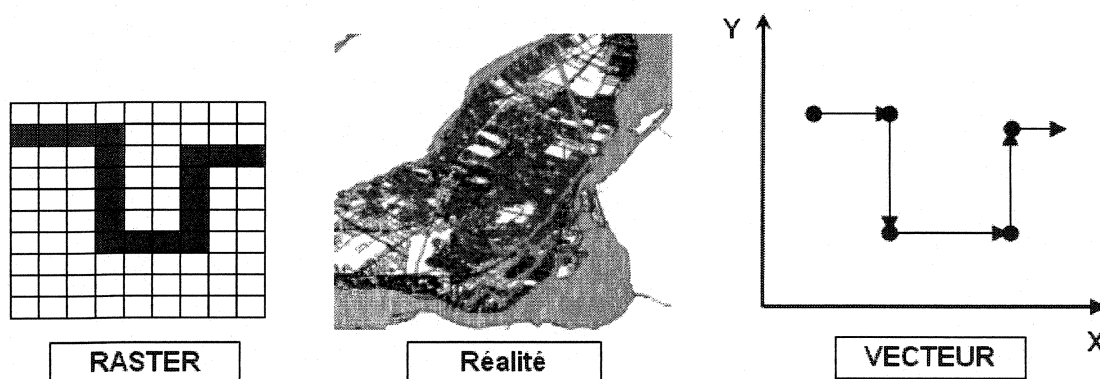 Y
X
RASTER
Réalité
VECTEUR